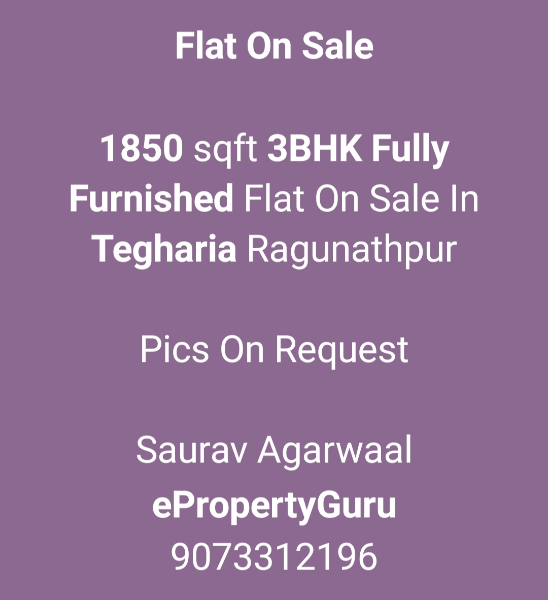 Flat On Sale
1850 sqft 3BHK Fully
Furnished Flat On Sale In
Tegharia Ragunathpur
Pics On Request
Saurav Agarwaal
ePropertyGuru
9073312196